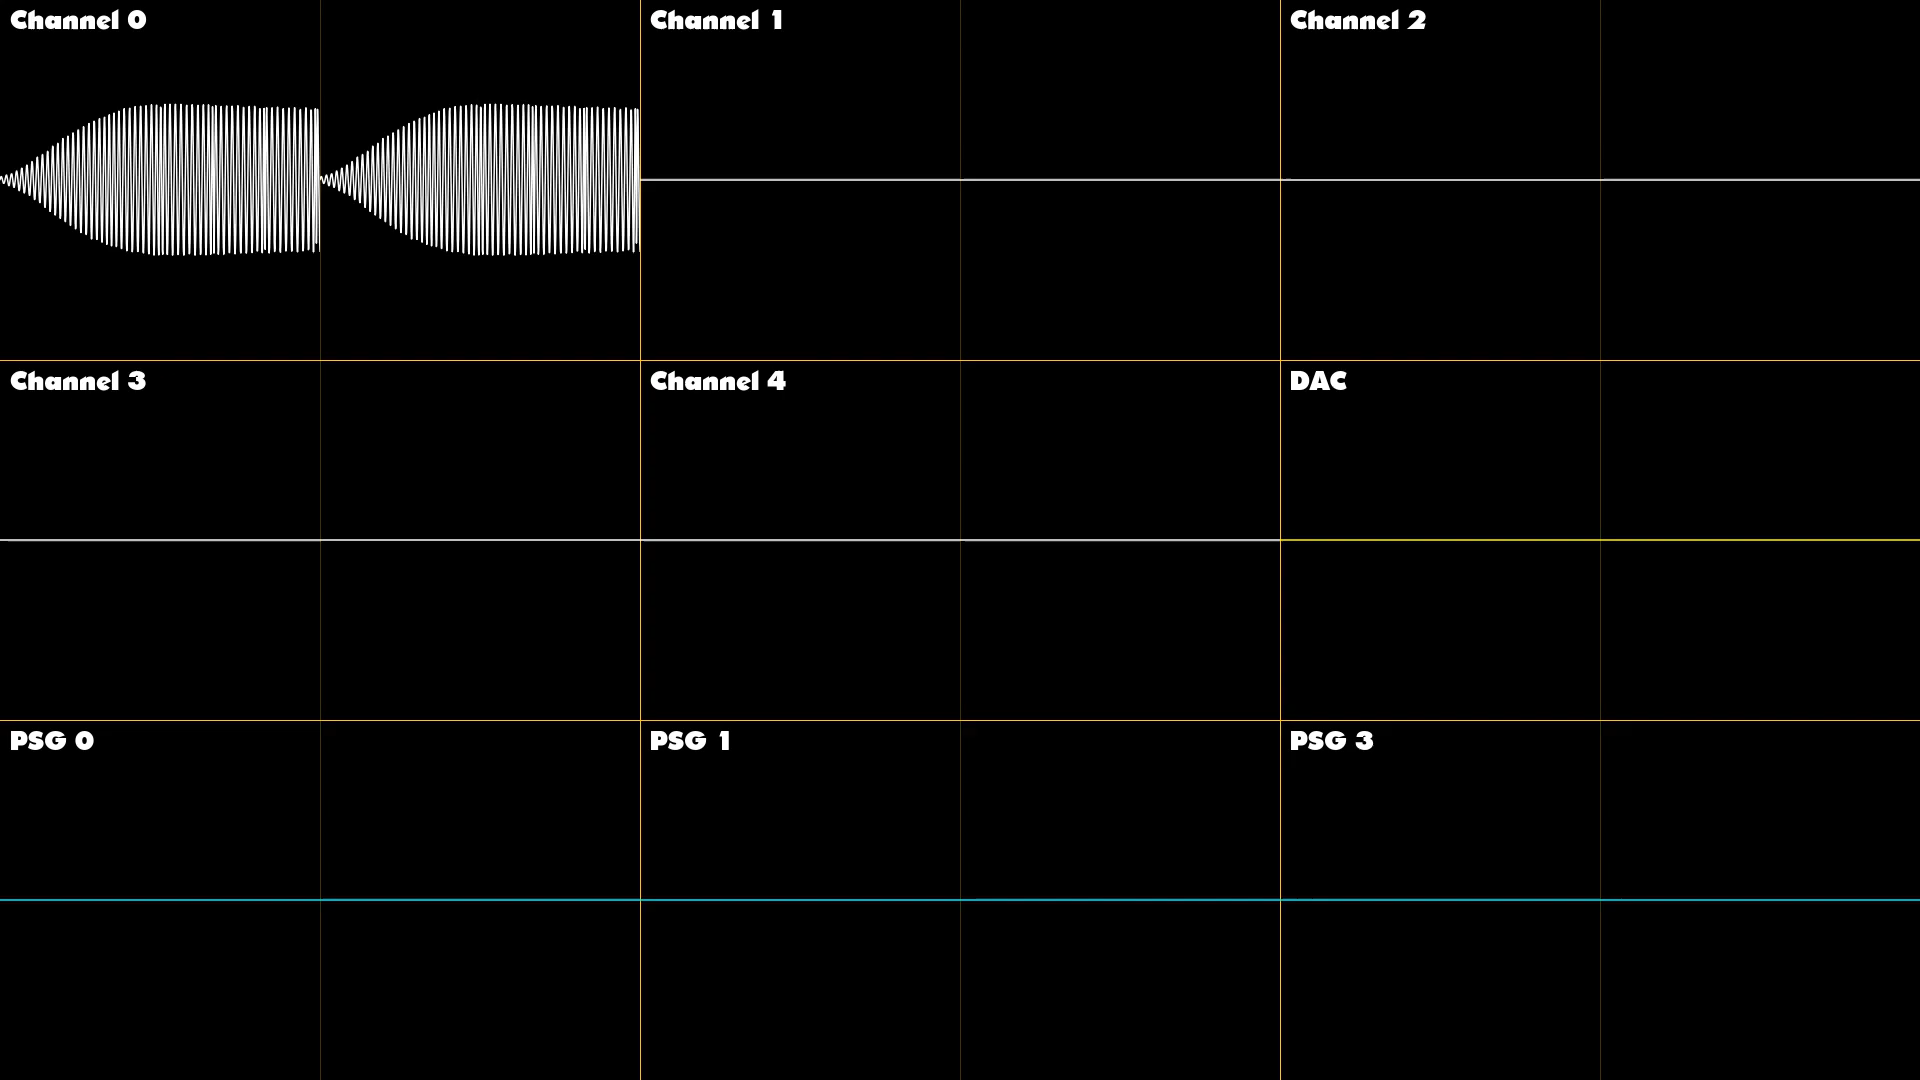 Channel 0
Channel 1
Channel 2
Channel 3
Channel 4
DAC
PSG 0
PSG 1
PSG 3